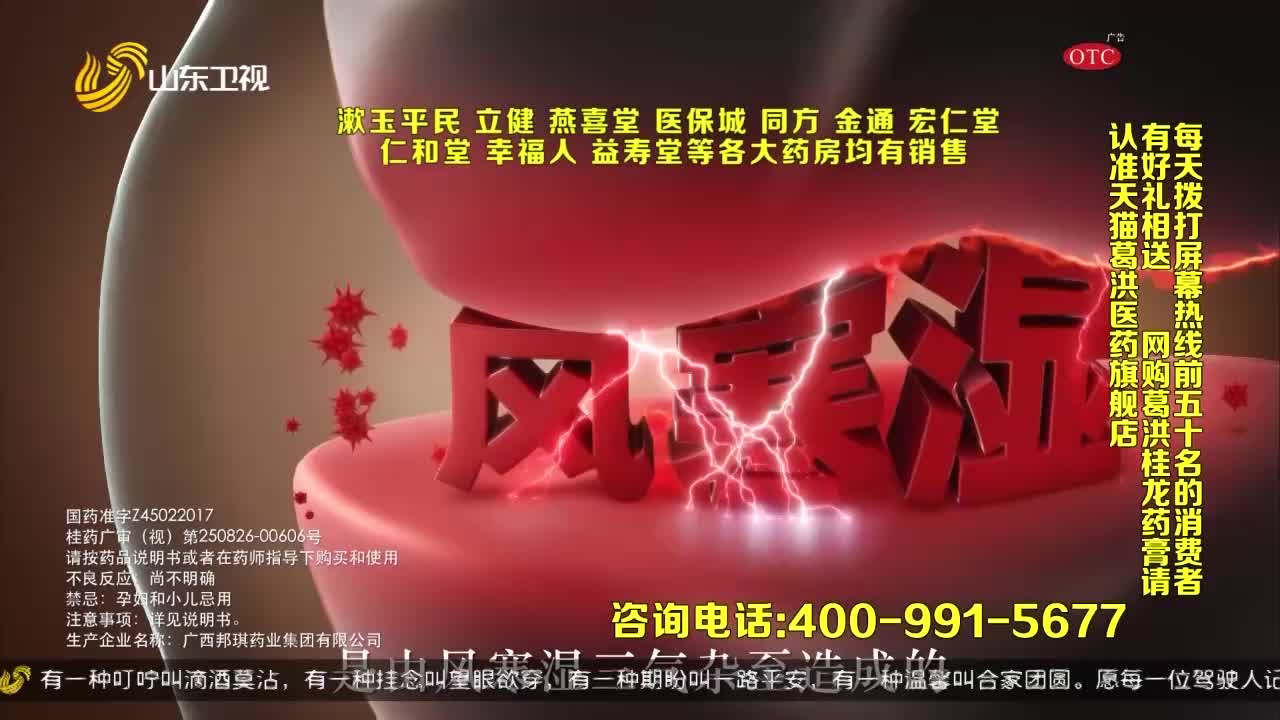 山东卫视
广告
OTC
漱玉平民 立健 燕喜堂 医保城 同方 金通 宏仁堂
仁和堂 幸福人 益寿堂等各大药房均有销售
每天拨打屏幕热线前五十名的消费者
有好礼相送 网购葛洪桂龙药膏请
认准天猫葛洪医药旗舰店
风寒湿
国药准字Z45022017
桂药广审（视）第250826-00606号
请按药品说明书或者在药师指导下购买和使用
不良反应：尚不明确
禁忌：孕妇和小儿忌用
注意事项：详见说明书。
生产企业名称：广西邦琪药业集团有限公司
咨询电话:400-991-5677
是由风寒湿三气杂至造成的
有一种叮咛叫滴酒莫沾，有一种挂念叫望眼欲穿，有一种期盼叫一路平安，有一种温馨叫合家团圆。愿每一位驾驶人记